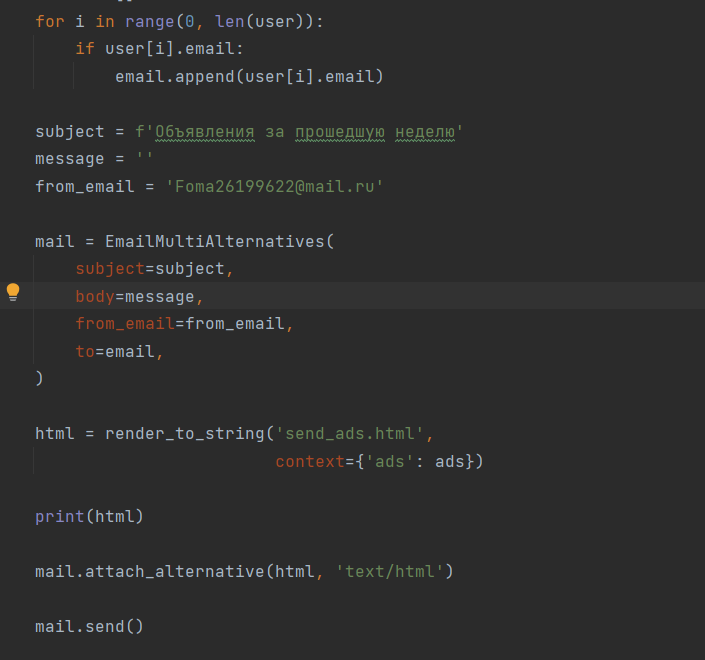 for i in range(0, len(user)):
if user[i].email:
email.append(user[i].email)
subject = f'Объявления за прошедшую неделю'
message = ''
from_email = 'Foma26199622@mail.ru'
mail = EmailMultiAlternatives(
subject=subject,
body=message,
from_email=from_email,
to=email,
)
html = render_to_string('send_ads.html',
context={'ads': ads})
print(html)
mail.attach_alternative(html, 'text/html')
mail.send()